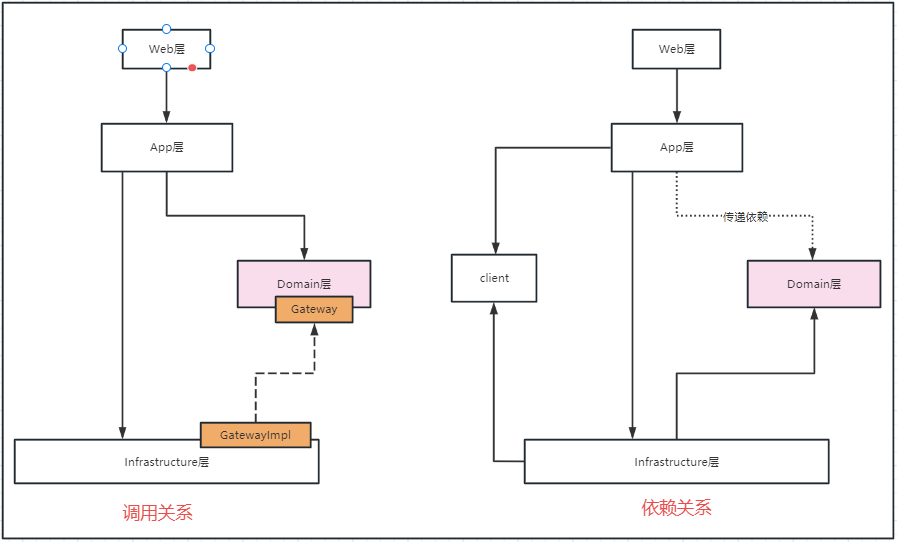 Web层
App层
Domain层
Gateway
GatewayImpl
Infrastructure层
调用关系
Web层
App层
传递依赖
client
Domain层
Infrastructure层
依赖关系